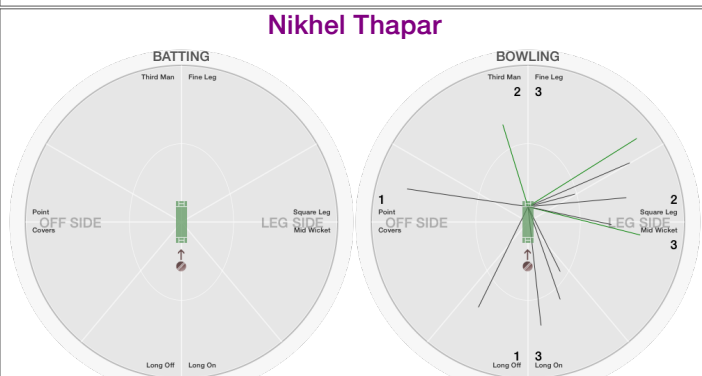 Nikhel Thapar
BATTING
Third Man Fine Leg
Point
OFF SIDE
Covers
Square Leg
LEG SIDE
Mid Wicket
Long Off Long On
BOWLING
Third Man Fine Leg
2 3
1
Point
OFF SIDE
Covers
2
Square Leg
LEG SIDE
Mid Wicket
3
1 3
Long Off Long On